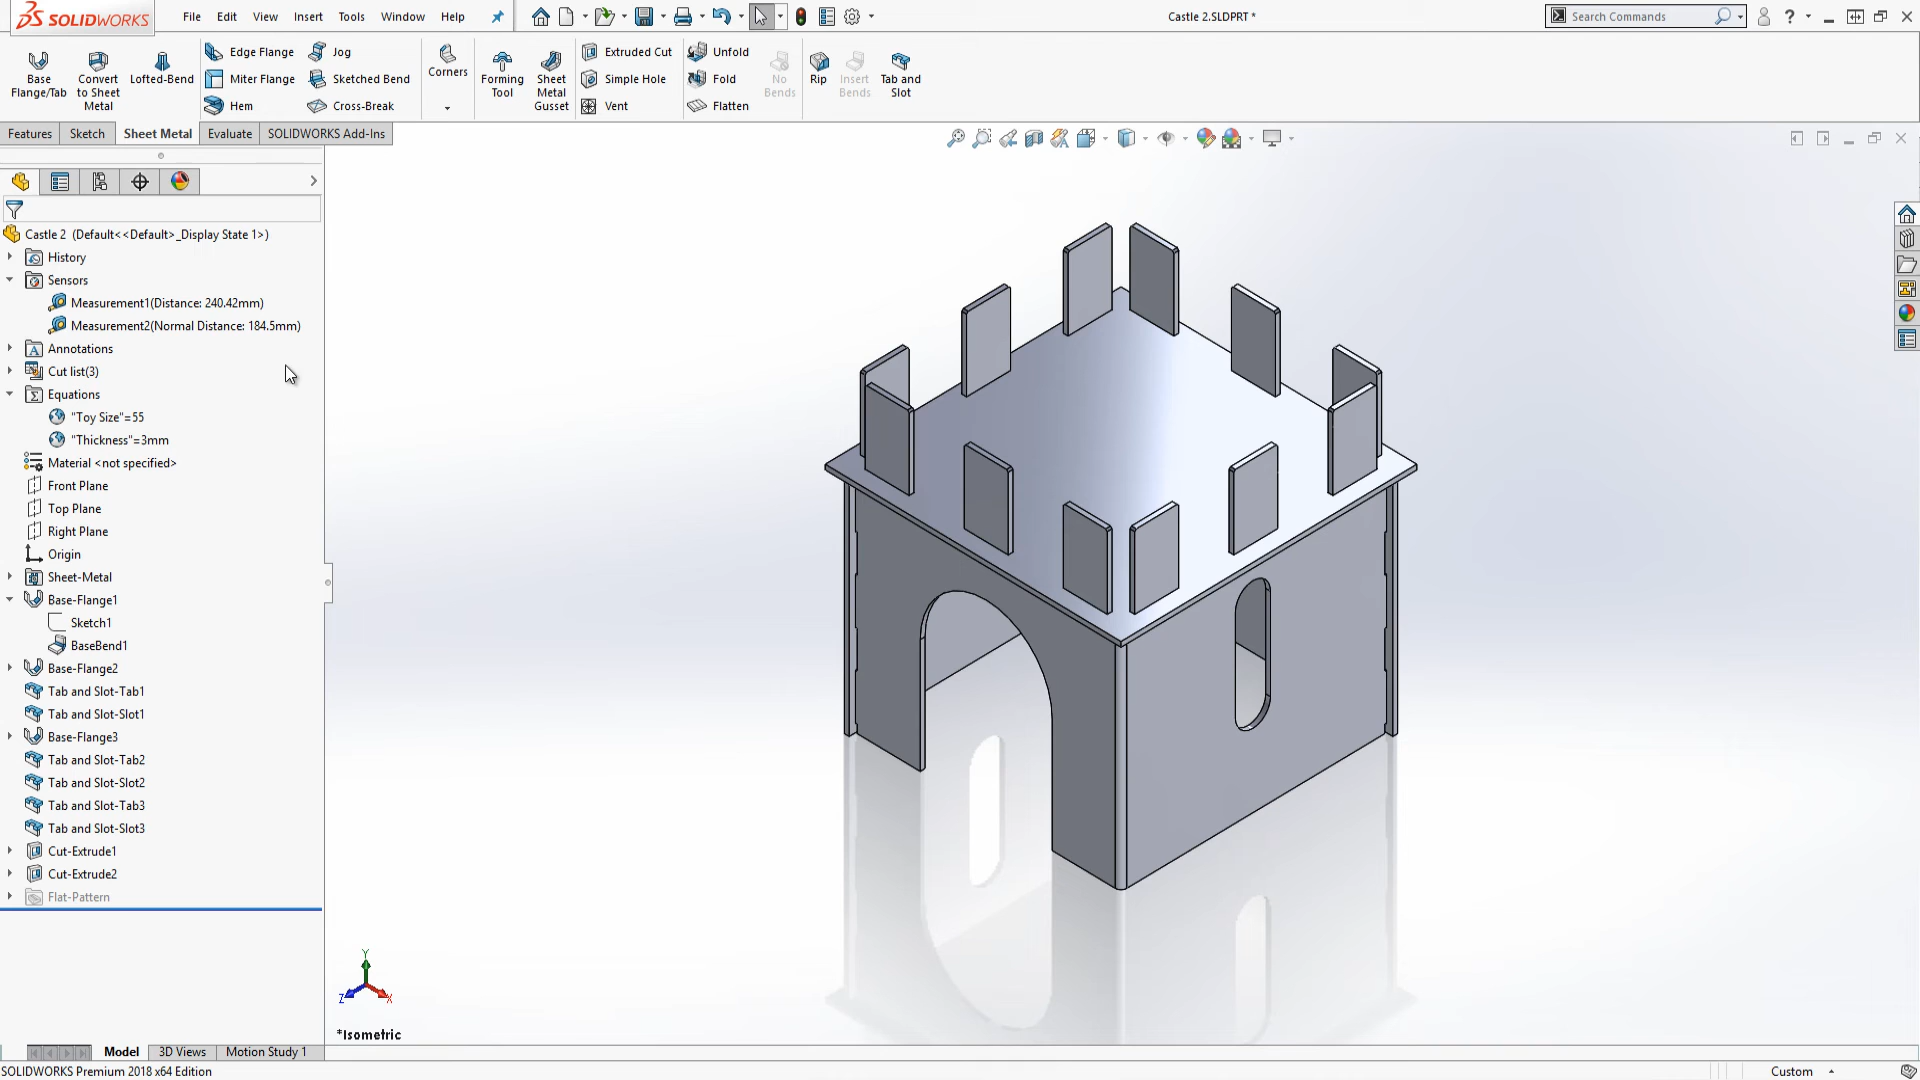 SOLIDWORKS
File Edit View Insert Tools Window Help
Castle 2.SLDPRT *
Search Commands
Base Flange/Tab
Convert to Sheet Metal
Lofted-Bend
Edge Flange
Miter Flange
Hem
Jog
Sketched Bend
Cross-Break
Corners
Forming Tool
Sheet Metal Gusset
Extruded Cut
Simple Hole
Vent
Unfold
Fold
Flatten
No Bends
Rip
Insert Bends
Tab and Slot
Features Sketch Sheet Metal Evaluate SOLIDWORKS Add-Ins
Castle 2 (Default<<Default>_Display State 1>)
History
Sensors
Measurement1(Distance: 240.42mm)
Measurement2(Normal Distance: 184.5mm)
Annotations
Cut list(3)
Equations
"Toy Size"=55
"Thickness"=3mm
Material <not specified>
Front Plane
Top Plane
Right Plane
Origin
Sheet-Metal
Base-Flange1
Sketch1
BaseBend1
Base-Flange2
Tab and Slot-Tab1
Tab and Slot-Slot1
Base-Flange3
Tab and Slot-Tab2
Tab and Slot-Slot2
Tab and Slot-Tab3
Tab and Slot-Slot3
Cut-Extrude1
Cut-Extrude2
Flat-Pattern
Y
Z
X
*Isometric
Model 3D Views Motion Study 1
SOLIDWORKS Premium 2018 x64 Edition
Custom